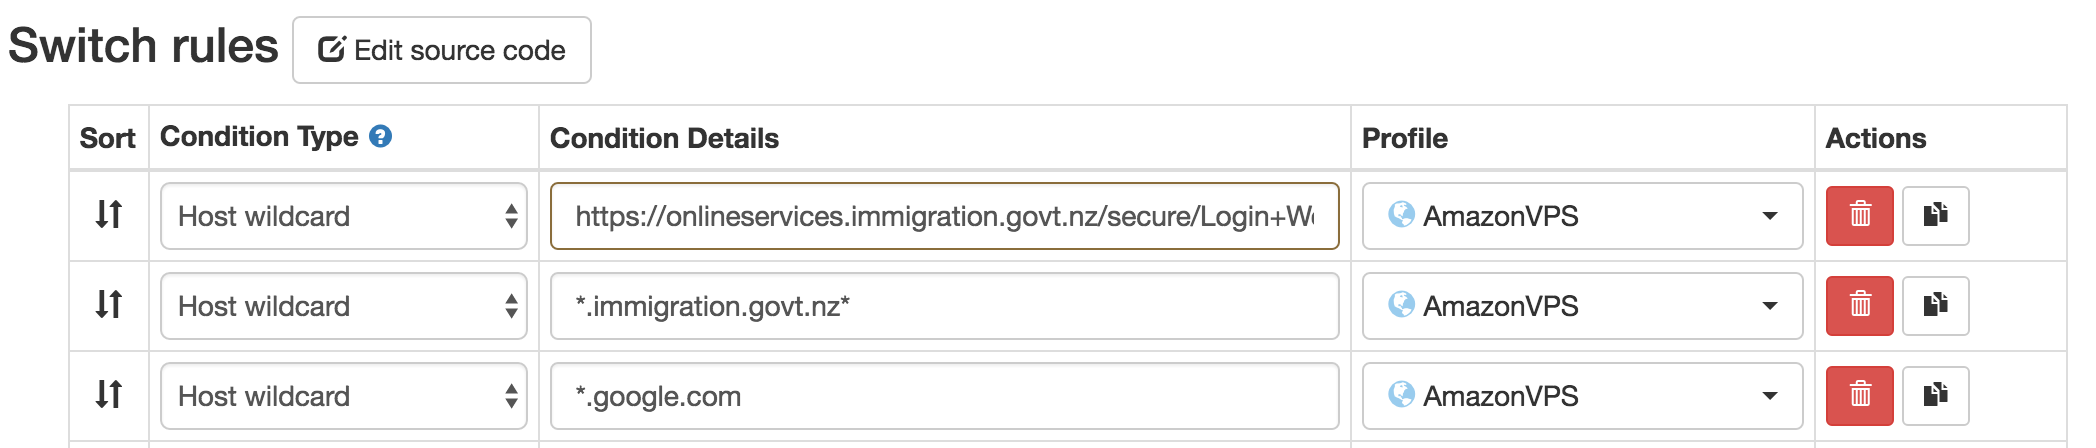 Switch rules Edit source code
Sort Condition Type ? Condition Details Profile Actions
Host wildcard https://onlineservices.immigration.govt.nz/secure/Login+W AmazonVPS
Host wildcard *.immigration.govt.nz* AmazonVPS
Host wildcard *.google.com AmazonVPS